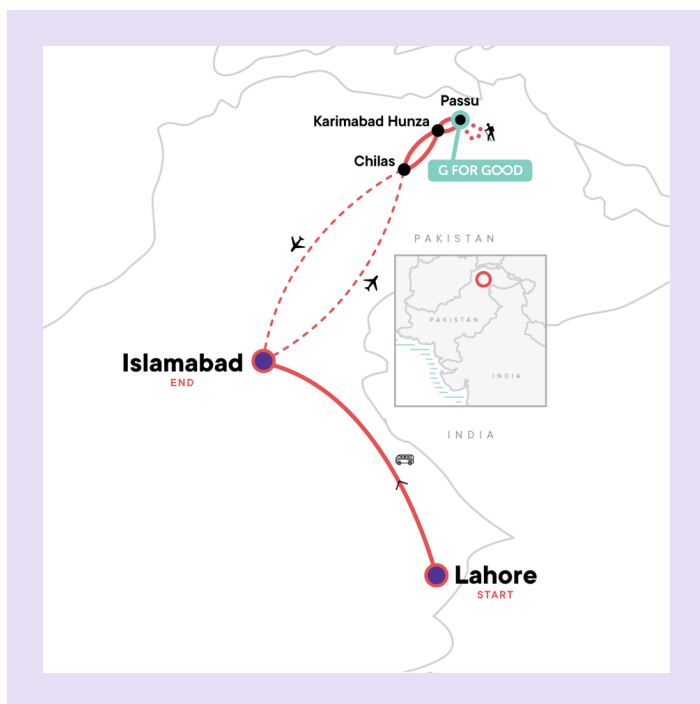 Passu
Karimabad Hunza
Chilas
G FOR GOOD
PAKISTAN
PAKISTAN
INDIA
Islamabad
END
INDIA
Lahore
START